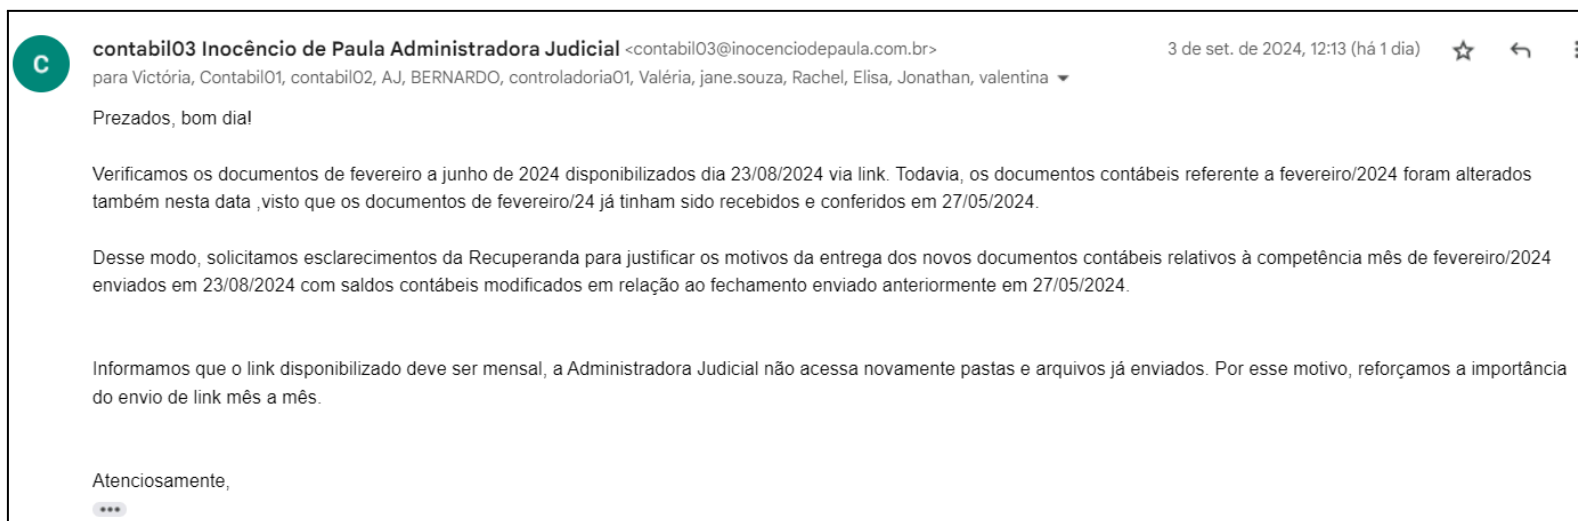 contabil03 Inocêncio de Paula Administradora Judicial <contabil03@inocenciodepaula.com.br> 3 de set. de 2024, 12:13 (há 1 dia)
C
para Victória, Contabil01, contabil02, AJ, BERNARDO, controladoria01, Valéria, jane.souza, Rachel, Elisa, Jonathan, valentina
Prezados, bom dia!
Verificamos os documentos de fevereiro a junho de 2024 disponibilizados dia 23/08/2024 via link. Todavia, os documentos contábeis referente a fevereiro/2024 foram alterados
também nesta data ,visto que os documentos de fevereiro/24 já tinham sido recebidos e conferidos em 27/05/2024.
Desse modo, solicitamos esclarecimentos da Recuperanda para justificar os motivos da entrega dos novos documentos contábeis relativos à competência mês de fevereiro/2024
enviados em 23/08/2024 com saldos contábeis modificados em relação ao fechamento enviado anteriormente em 27/05/2024.
Informamos que o link disponibilizado deve ser mensal, a Administradora Judicial não acessa novamente pastas e arquivos já enviados. Por esse motivo, reforçamos a importância
do envio de link mês a mês.
Atenciosamente,